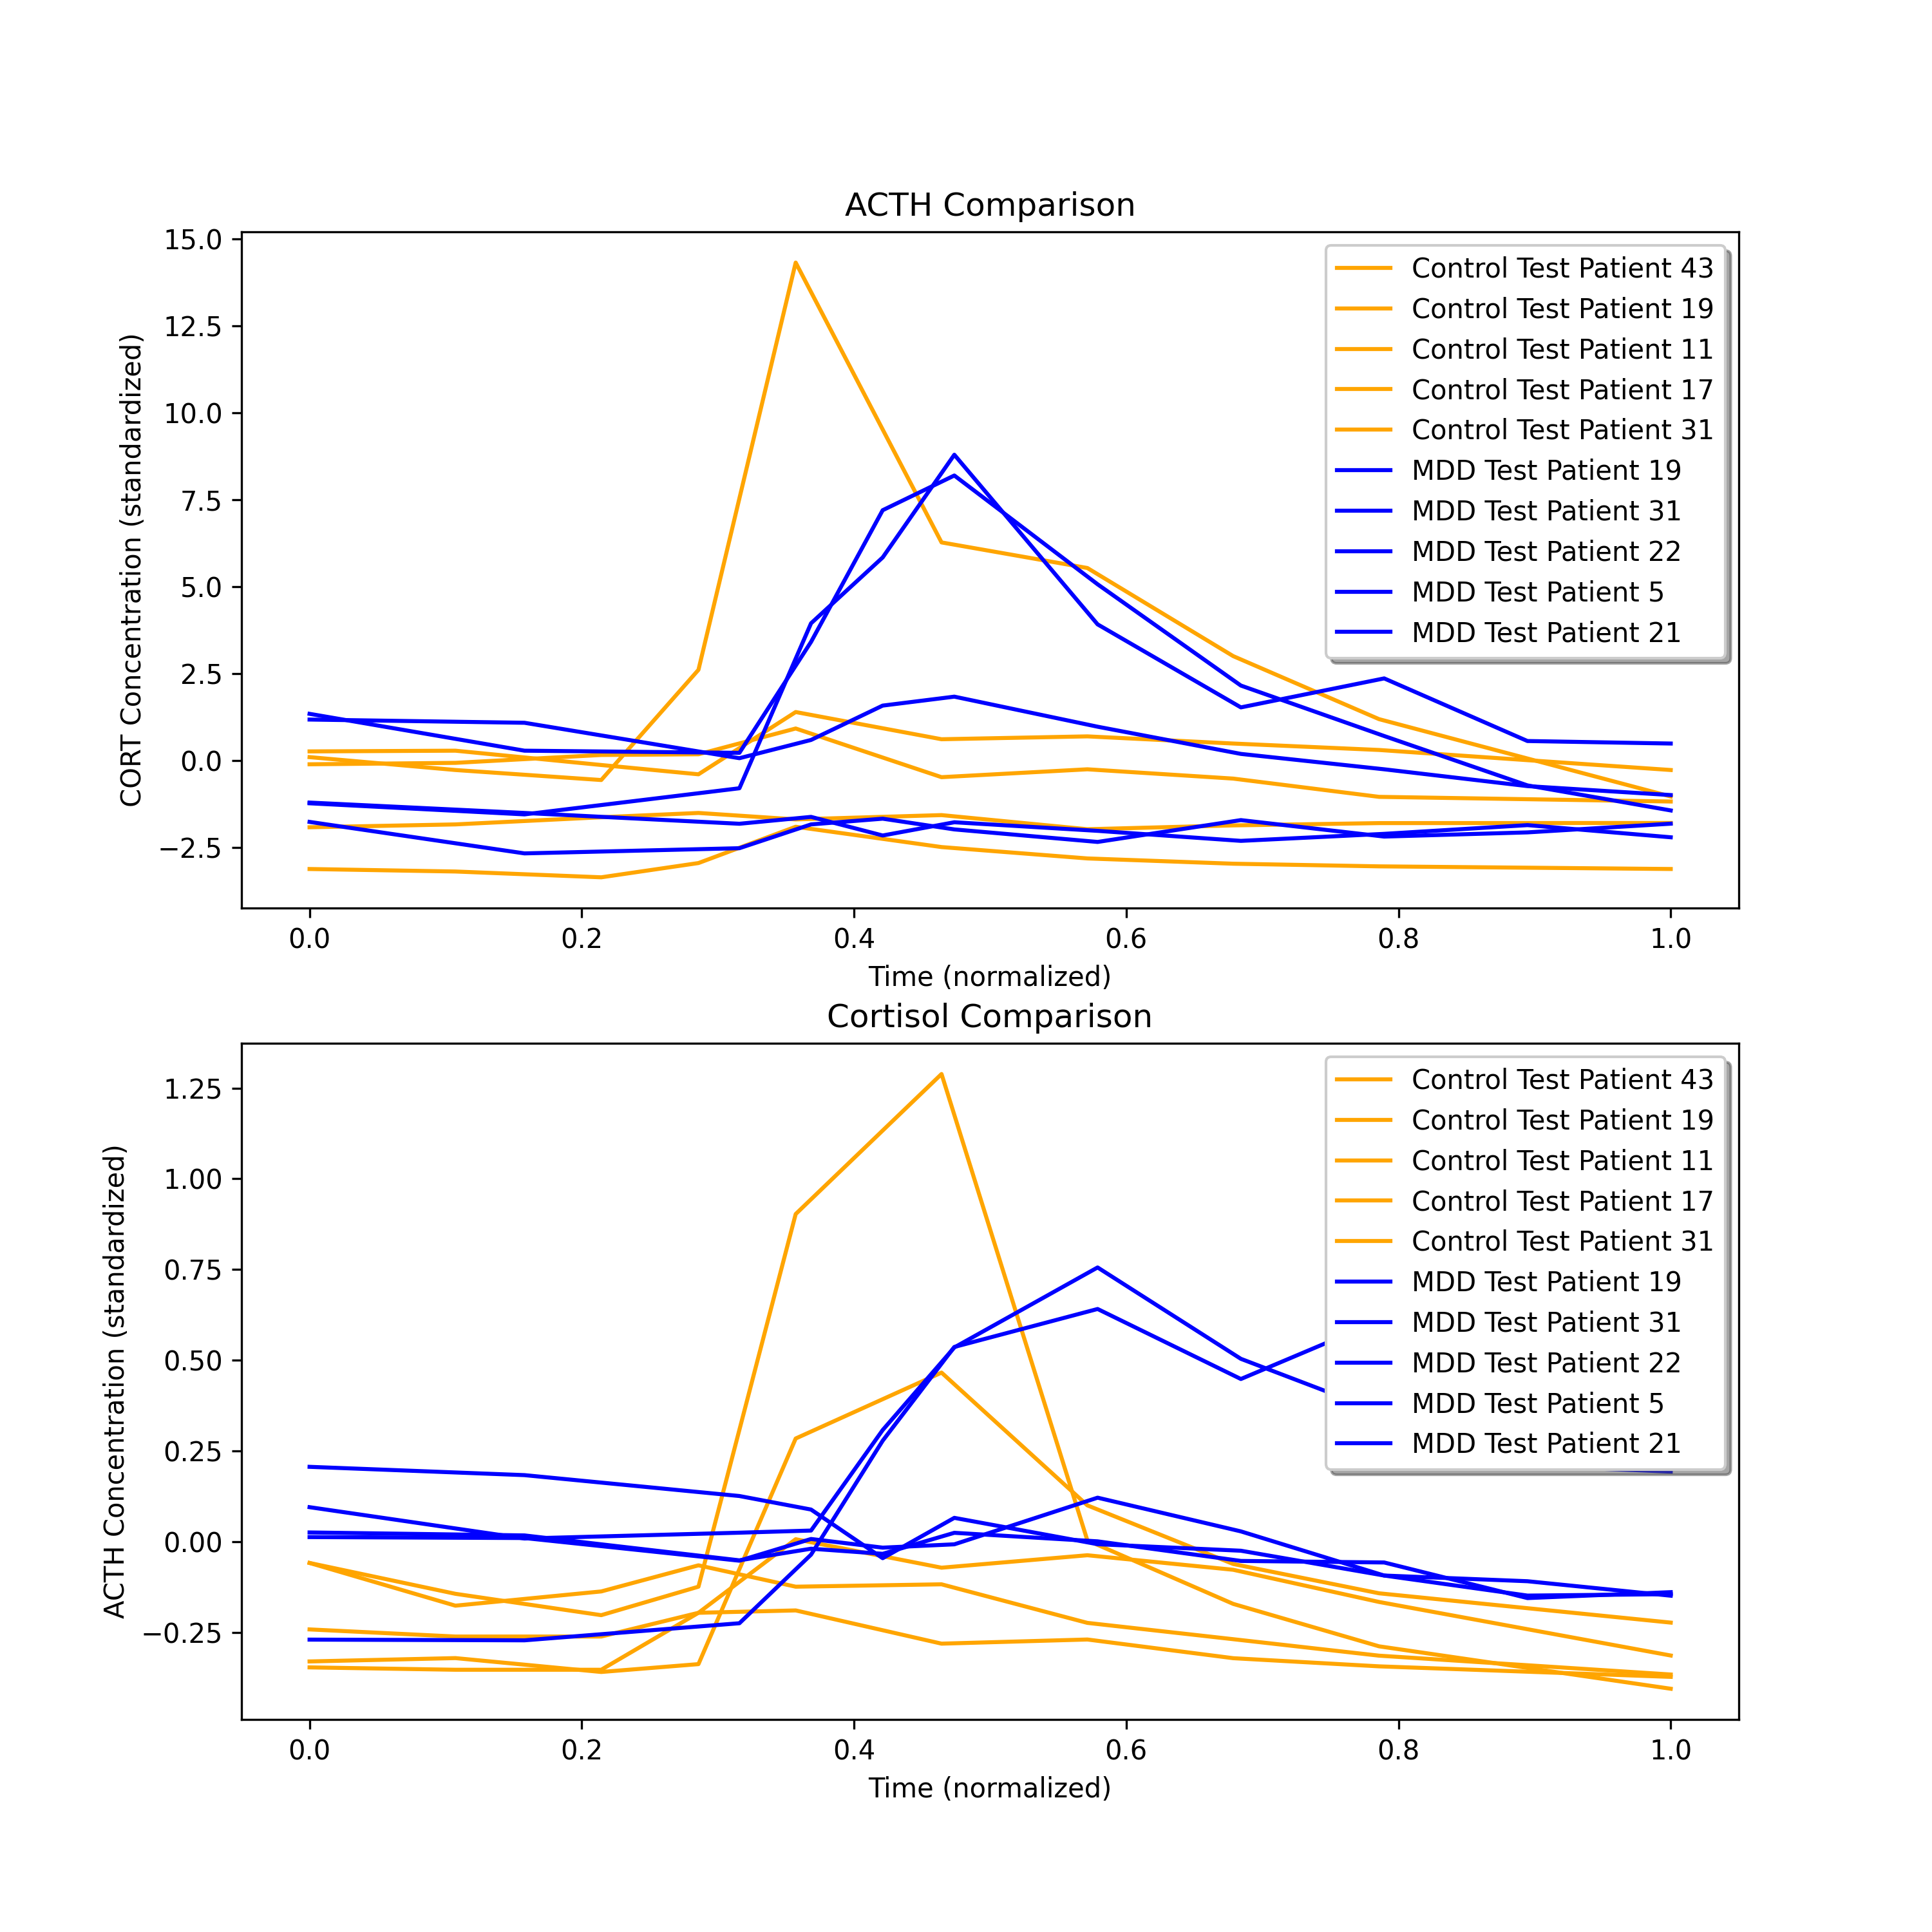 ACTH Comparison
CORT Concentration (standardized)
15.0
12.5
10.0
7.5
5.0
2.5
0.0
−2.5
0.0 0.2 0.4 0.6 0.8 1.0
Time (normalized)
Control Test Patient 43
Control Test Patient 19
Control Test Patient 11
Control Test Patient 17
Control Test Patient 31
MDD Test Patient 19
MDD Test Patient 31
MDD Test Patient 22
MDD Test Patient 5
MDD Test Patient 21
Cortisol Comparison
ACTH Concentration (standardized)
1.25
1.00
0.75
0.50
0.25
0.00
−0.25
0.0 0.2 0.4 0.6 0.8 1.0
Time (normalized)
Control Test Patient 43
Control Test Patient 19
Control Test Patient 11
Control Test Patient 17
Control Test Patient 31
MDD Test Patient 19
MDD Test Patient 31
MDD Test Patient 22
MDD Test Patient 5
MDD Test Patient 21